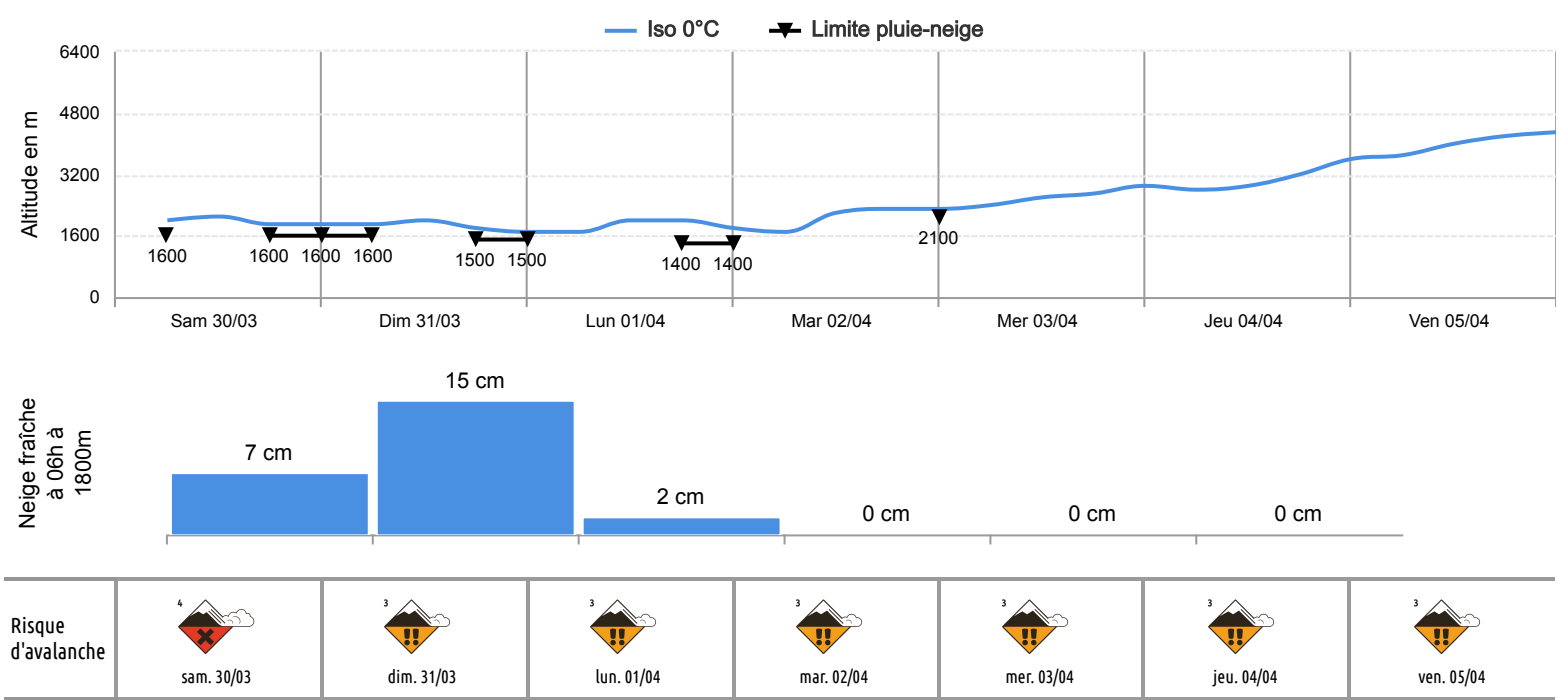 Iso 0°C Limite pluie-neige
Altitude en m
6400
4800
3200
1600
0
1600 1600 1600 1600 1500 1500 1400 1400 2100
Sam 30/03 Dim 31/03 Lun 01/04 Mar 02/04 Mer 03/04 Jeu 04/04 Ven 05/04
Neige fraîche
à 06h à
1800m
7 cm 15 cm 2 cm 0 cm 0 cm 0 cm
Risque
d'avalanche
4 3 3 3 3 3 3
sam. 30/03 dim. 31/03 lun. 01/04 mar. 02/04 mer. 03/04 jeu. 04/04 ven. 05/04